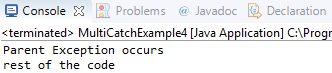 Console Problems @ Javadoc Declaration
<terminated> MultiCatchExample4 [Java Application] C:\Progr
Parent Exception occurs
rest of the code